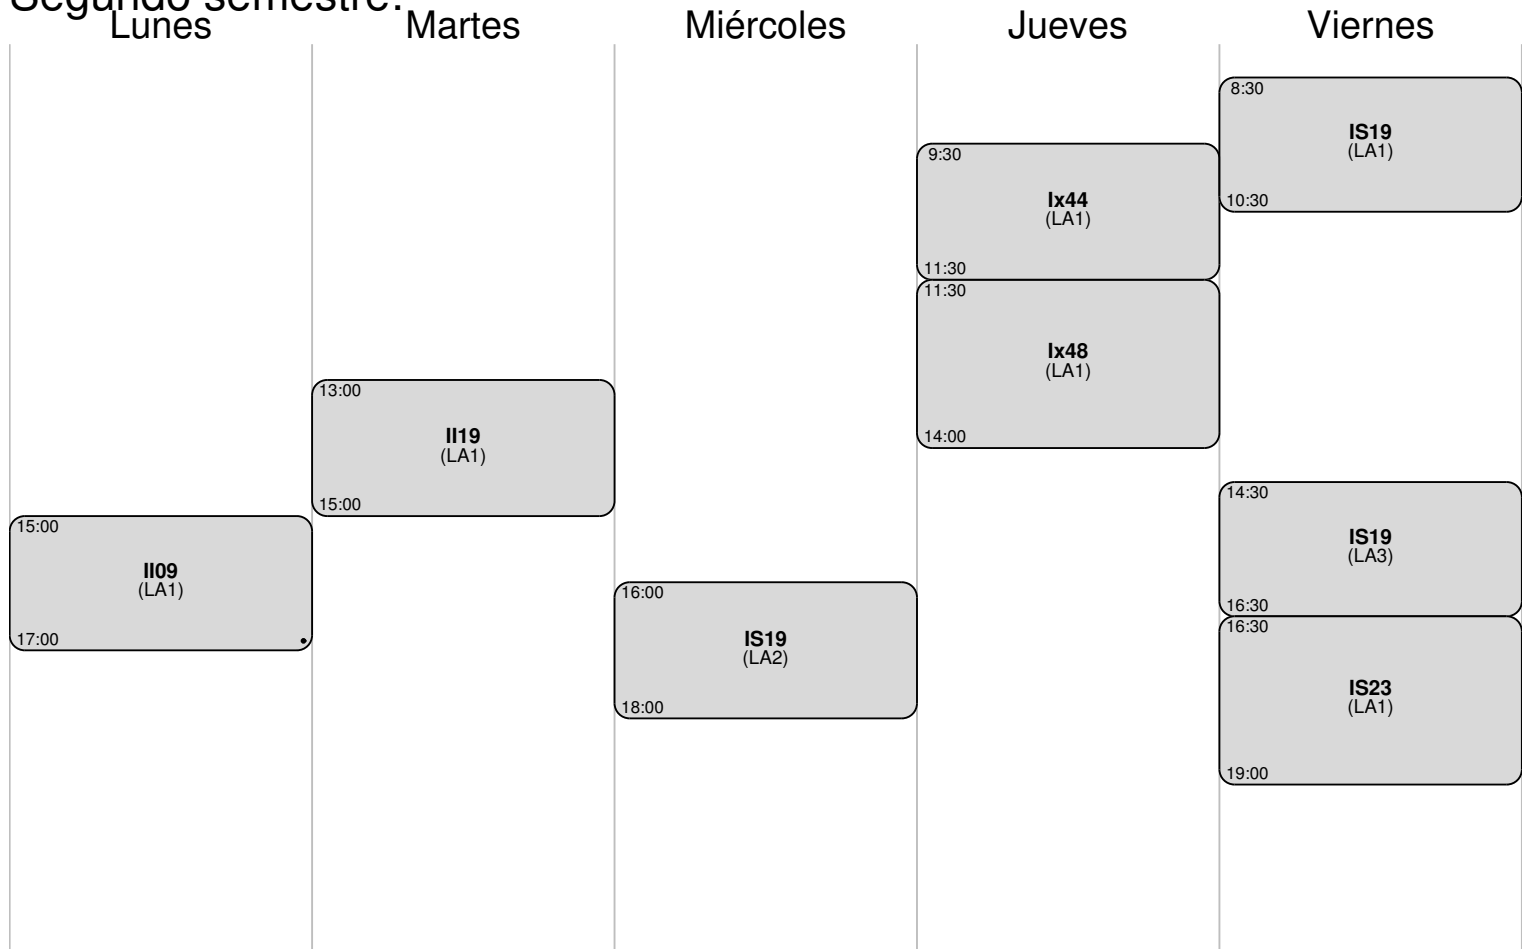 Segundo semestre:
Lunes
Martes
Miércoles
Jueves
Viernes
15:00
II09
(LA1)
17:00
13:00
II19
(LA1)
15:00
16:00
IS19
(LA2)
18:00
9:30
Ix44
(LA1)
11:30
11:30
Ix48
(LA1)
14:00
8:30
IS19
(LA1)
10:30
14:30
IS19
(LA3)
16:30
16:30
IS23
(LA1)
19:00